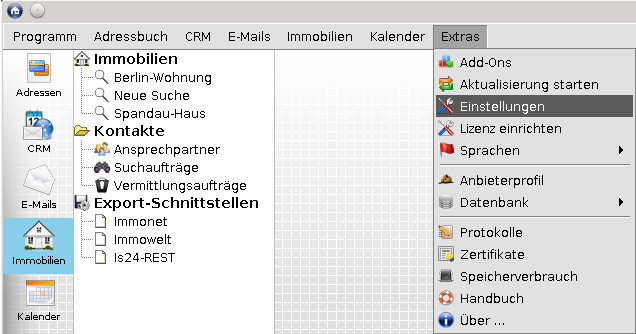 Programm Adressbuch CRM E-Mails Immobilien Kalender Extras
Adressen
CRM
E-Mails
Immobilien
Kalender
Immobilien
Berlin-Wohnung
Neue Suche
Spandau-Haus
Kontakte
Ansprechpartner
Suchaufträge
Vermittlungsaufträge
Export-Schnittstellen
Immonet
Immowelt
Is24-REST
Add-Ons
Aktualisierung starten
Einstellungen
Lizenz einrichten
Sprachen
Anbieterprofil
Datenbank
Protokolle
Zertifikate
Speicherverbrauch
Handbuch
Über ...